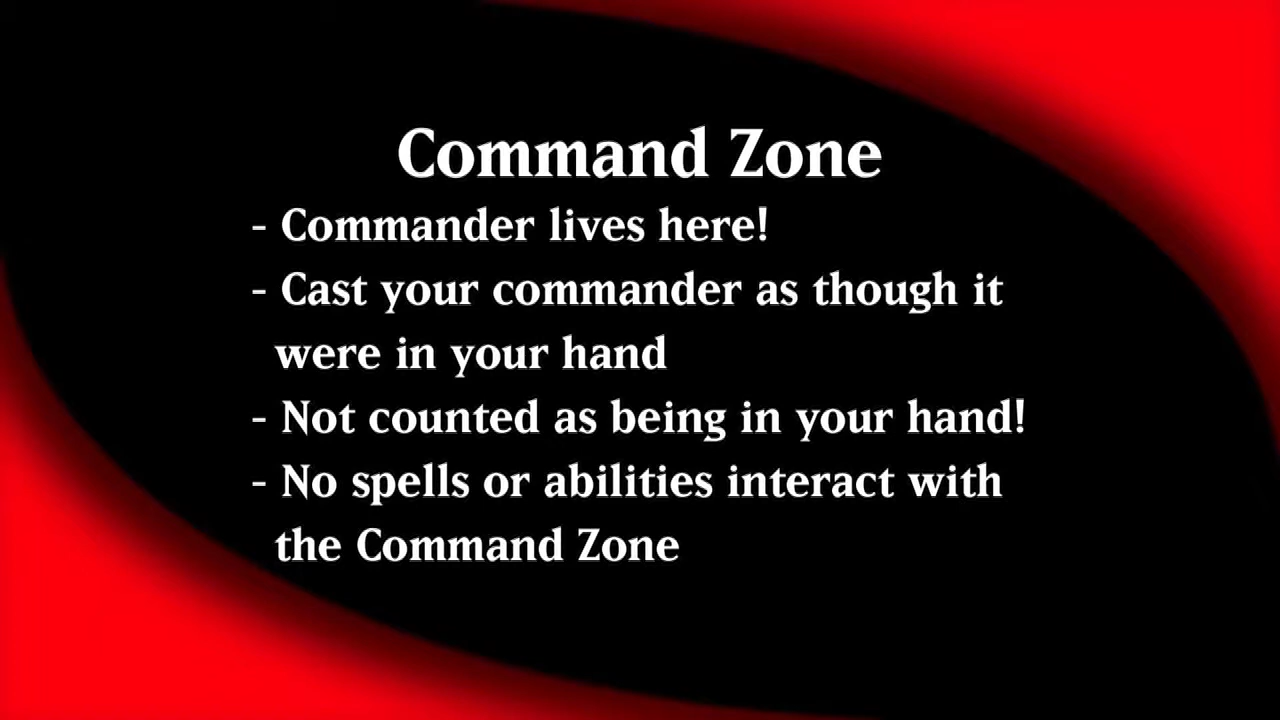 Command Zone
- Commander lives here!
- Cast your commander as though it
were in your hand
- Not counted as being in your hand!
- No spells or abilities interact with
the Command Zone